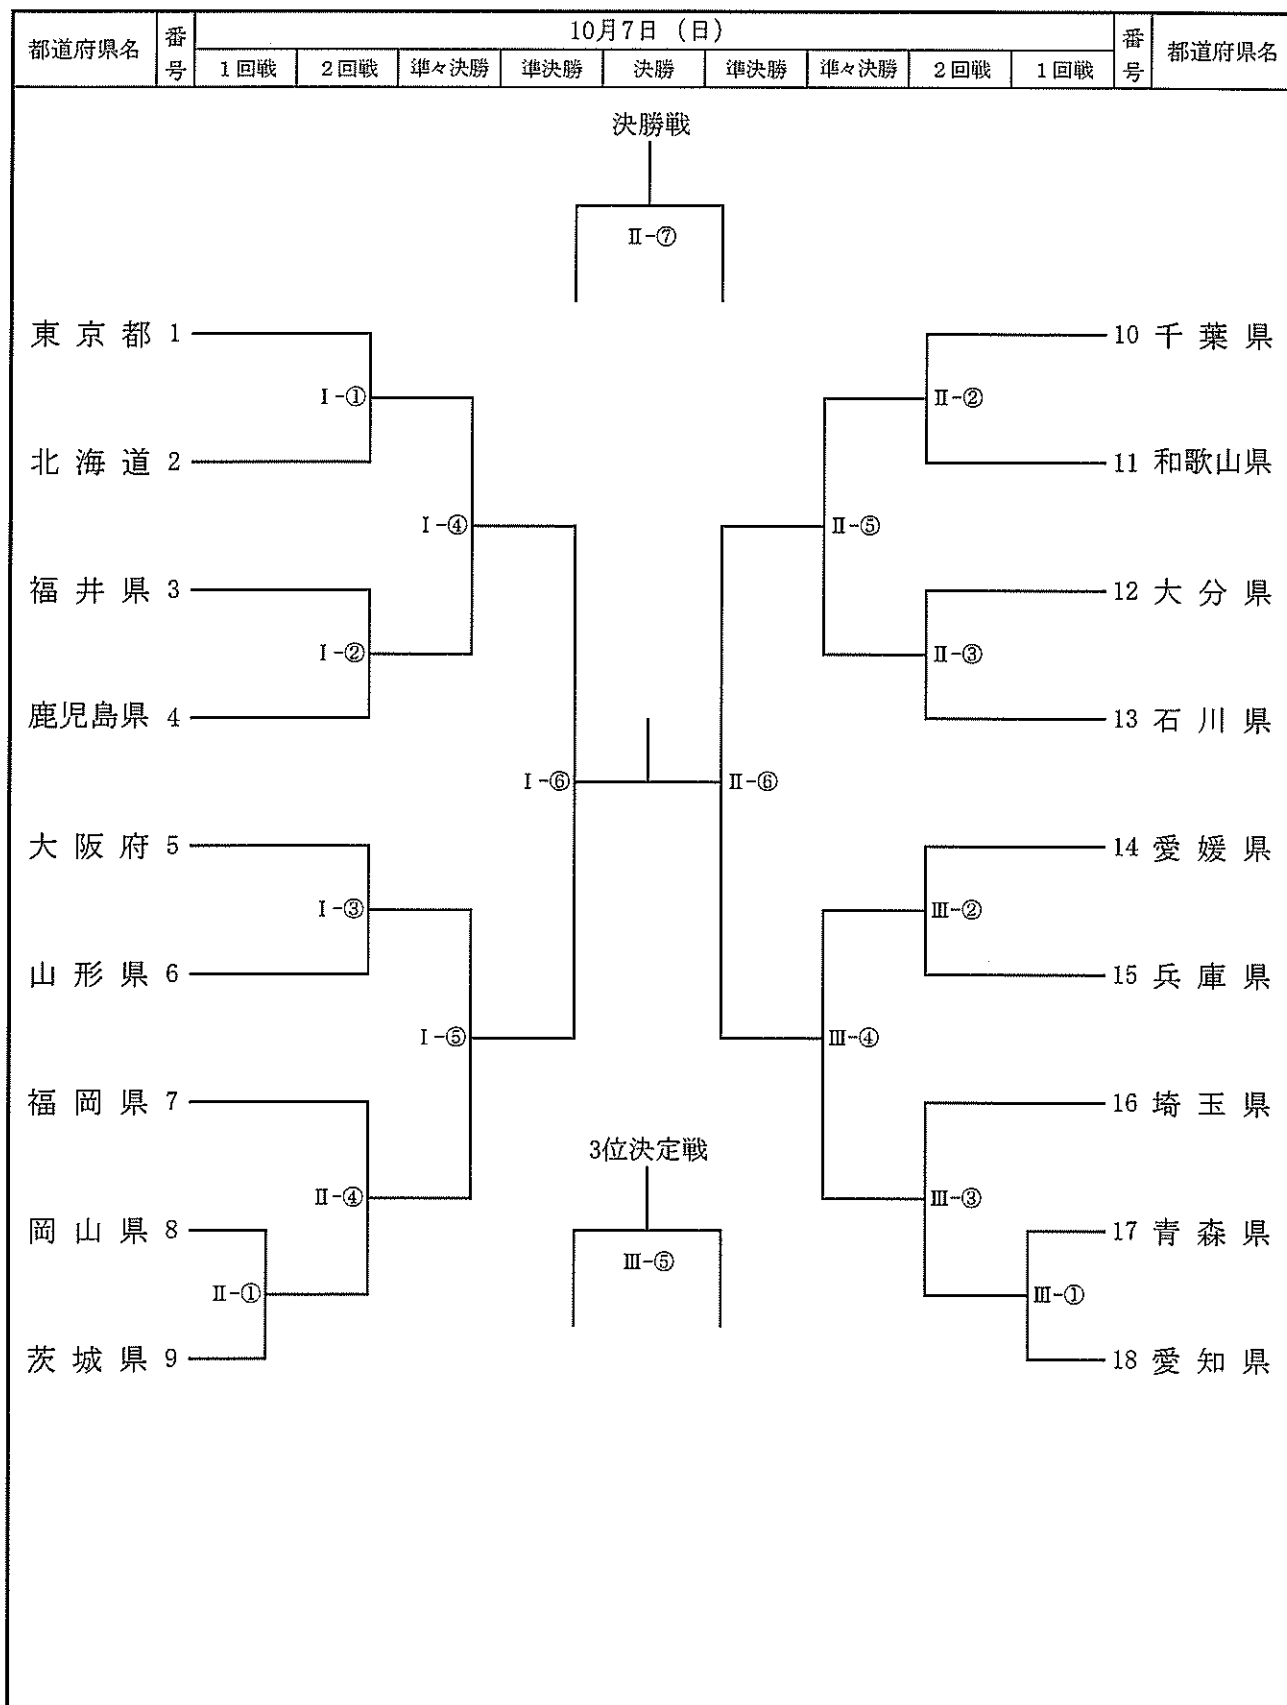 都道府県名 番号 10月7日（日） 番号 都道府県名
1回戦 2回戦 準々決勝 準決勝 決勝 準決勝 準々決勝 2回戦 1回戦
決勝戦
Ⅱ-⑦
東京都 1 10 千葉県
Ⅰ-① Ⅱ-②
北海道 2 11 和歌山県
Ⅰ-④ Ⅱ-⑤
福井県 3 12 大分県
Ⅰ-② Ⅱ-③
鹿児島県 4 13 石川県
Ⅰ-⑥ Ⅱ-⑥
大阪府 5 14 愛媛県
Ⅰ-③ Ⅲ-②
山形県 6 15 兵庫県
Ⅰ-⑤ Ⅲ-④
福岡県 7 16 埼玉県
3位決定戦
Ⅱ-④ Ⅲ-③
岡山県 8 17 青森県
Ⅲ-⑤
Ⅱ-① Ⅲ-①
茨城県 9 18 愛知県